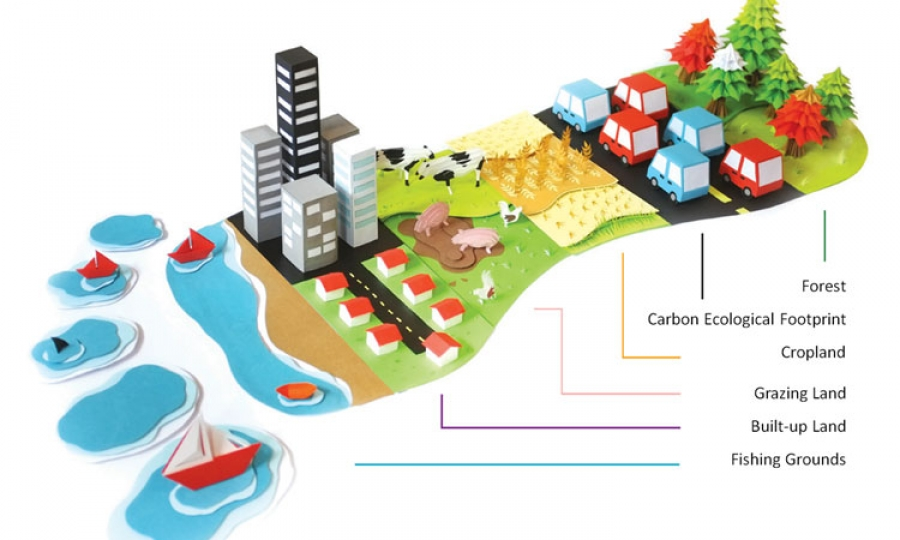 Forest
Carbon Ecological Footprint
Cropland
Grazing Land
Built-up Land
Fishing Grounds